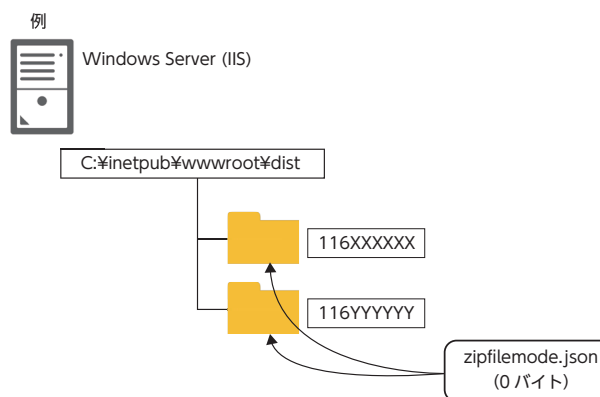 例
Windows Server (IIS)
C:¥inetpub¥wwwroot¥dist
116XXXXXX
116YYYYYY
zipfilemode.json
（0 バイト）